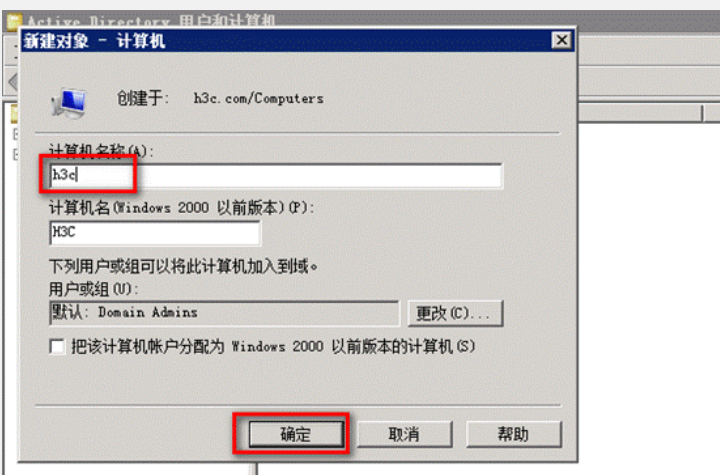 Active Directory 用户和计算机
新建对象 - 计算机
创建于: h3c.com/Computers
计算机名称(A):
h3c
计算机名(Windows 2000 以前版本)(P):
H3C
下列用户或组可以将此计算机加入到域。
用户或组(U):
默认: Domain Admins
更改(C)...
把该计算机帐户分配为 Windows 2000 以前版本的计算机(S)
确定 取消 帮助